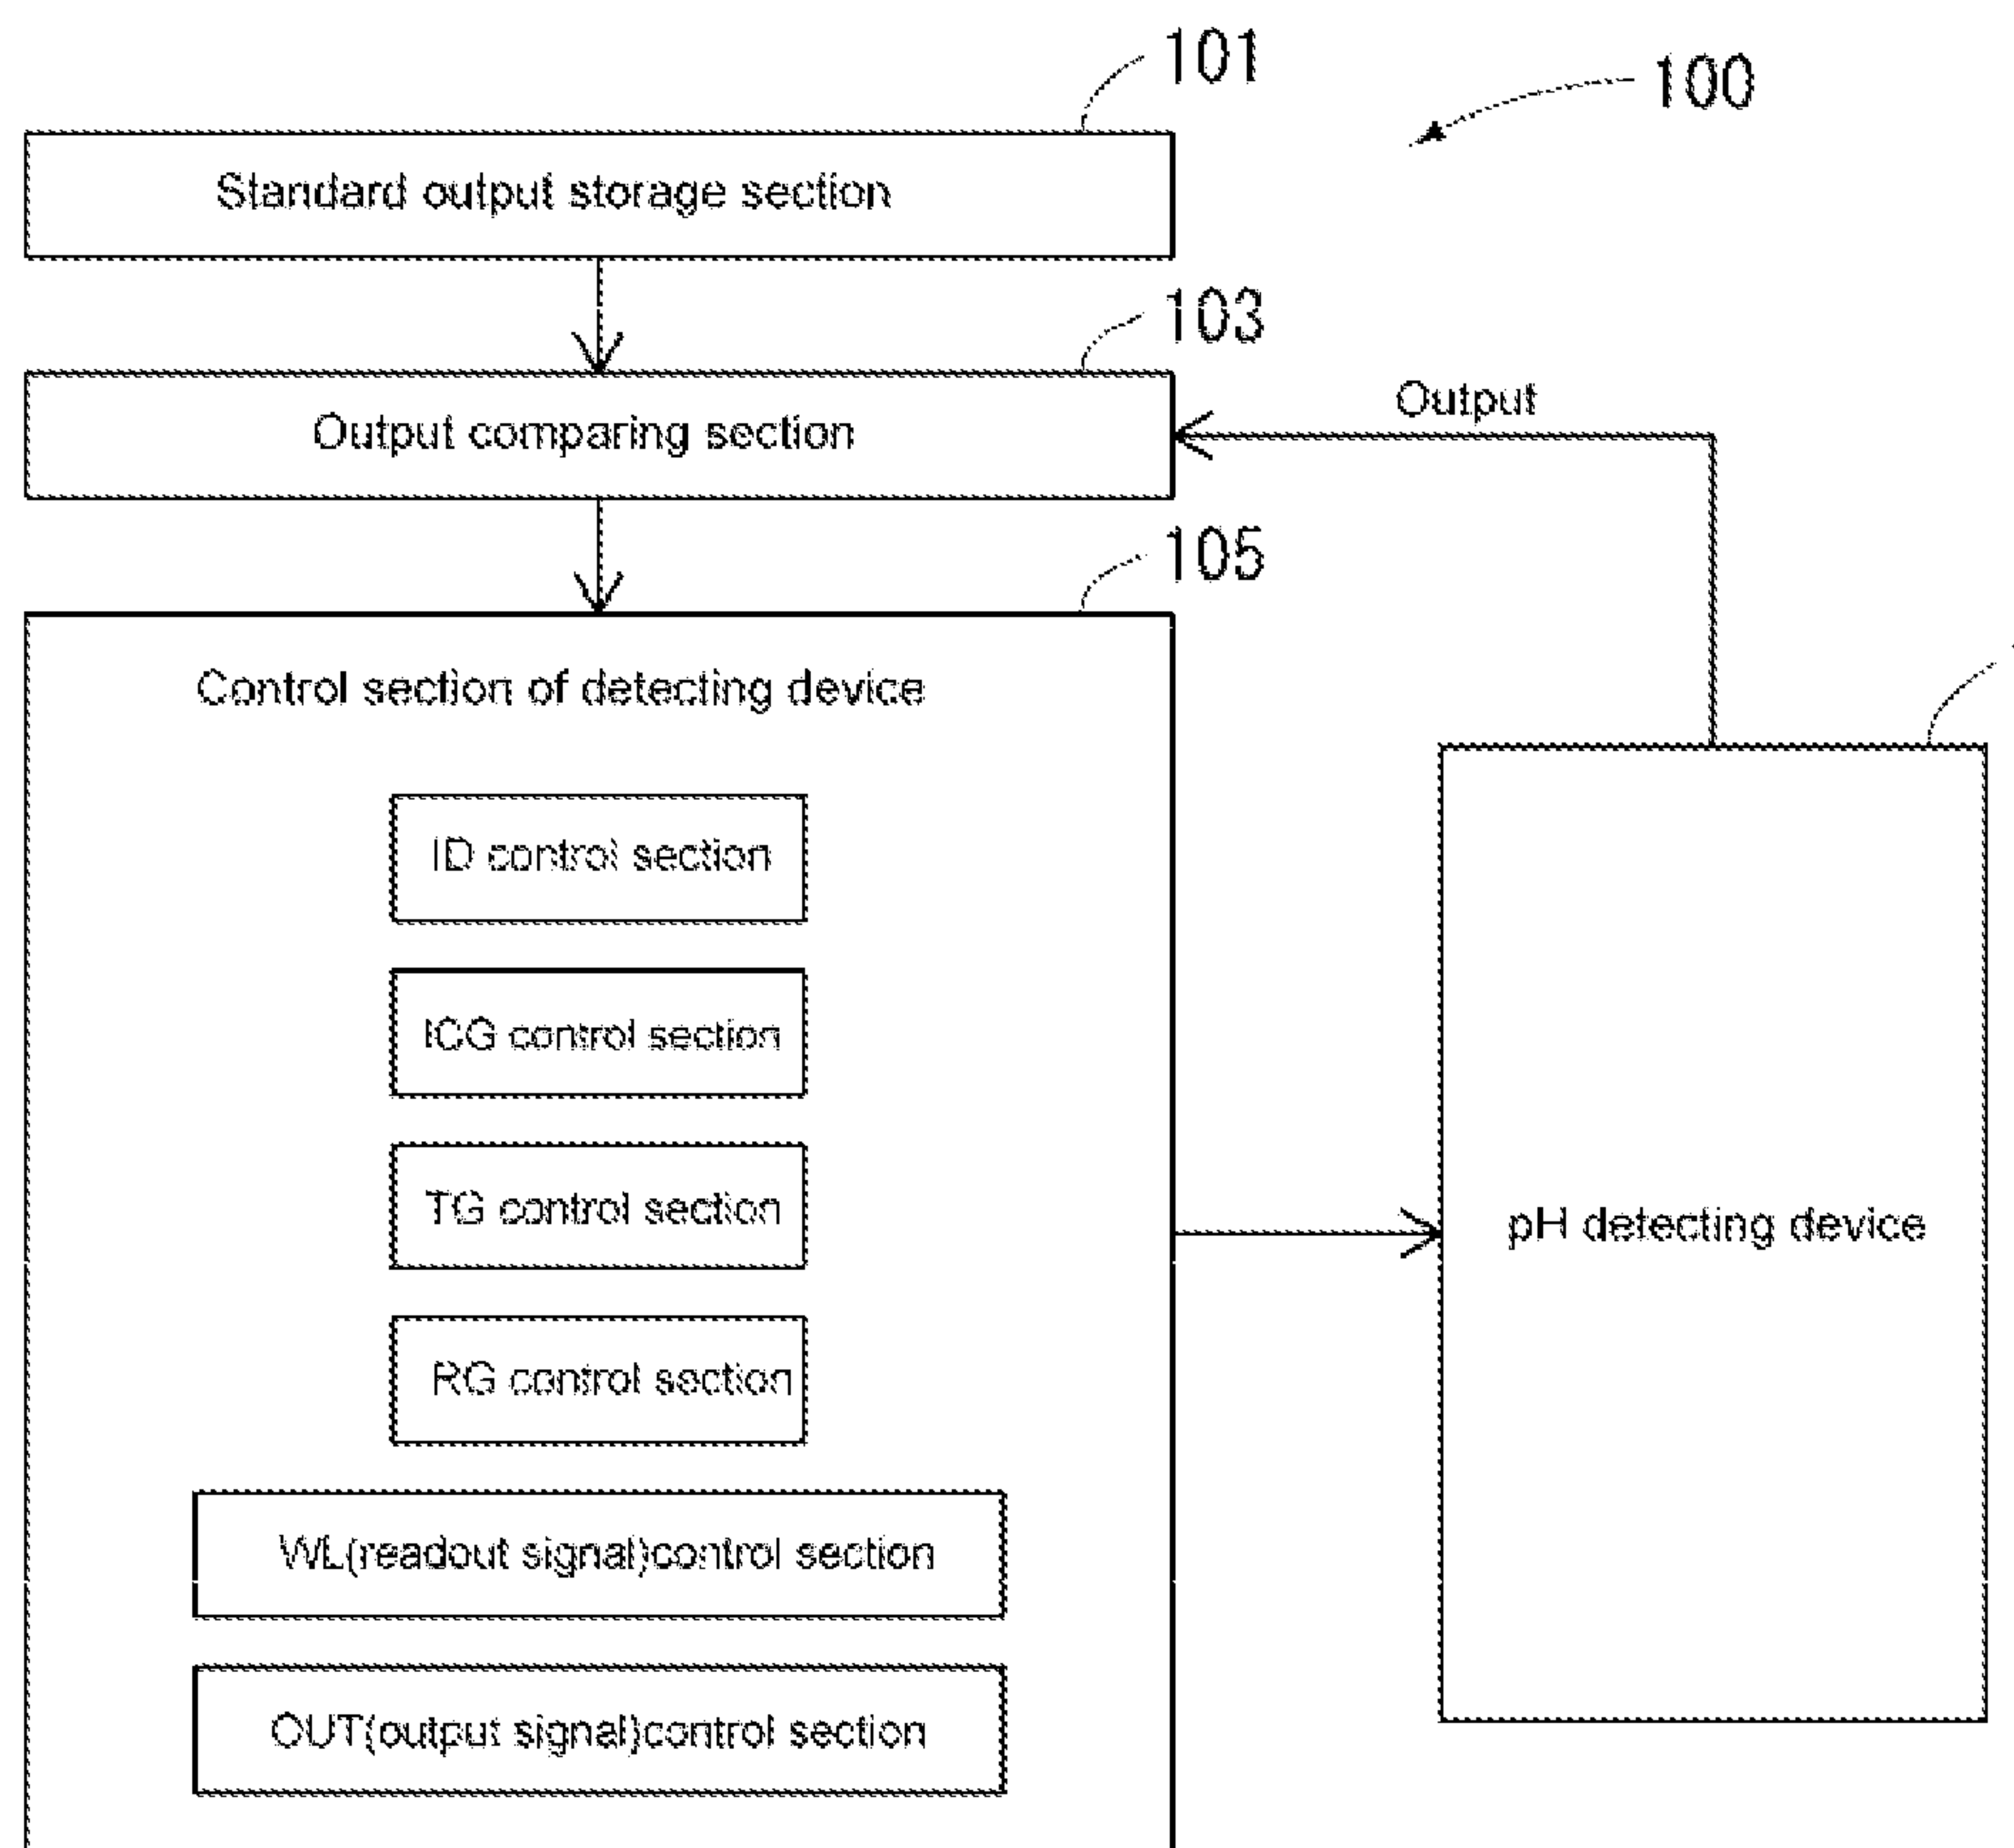 101
100
Standard output storage section
103
Output
Output comparing section
105
Control section of detecting device
ID control section
ICG control section
TG control section
pH detecting device
RG control section
WL(readout signal)control section
OUT(output signal)control section